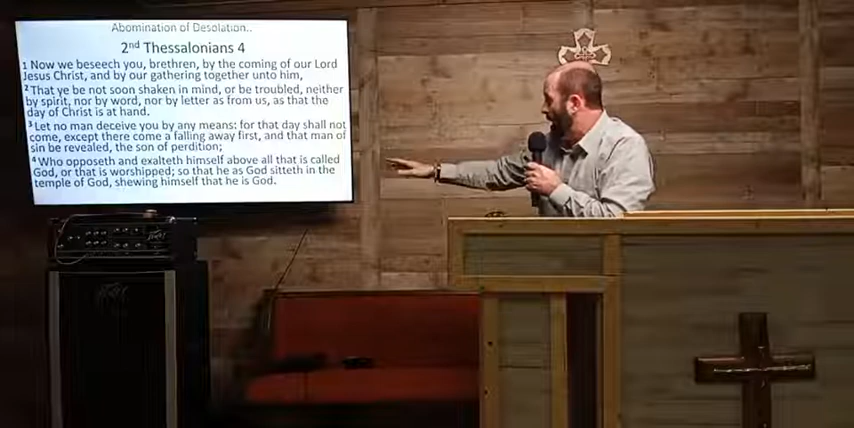 Abomination of Desolation..
2nd Thessalonians 4
1 Now we beseech you, brethren, by the coming of our Lord
Jesus Christ, and by our gathering together unto him,
2 That ye be not soon shaken in mind, or be troubled, neither
by spirit, nor by word, nor by letter as from us, as that the
day of Christ is at hand.
3 Let no man deceive you by any means: for that day shall not
come, except there come a falling away first, and that man of
sin be revealed, the son of perdition;
4 Who opposeth and exalteth himself above all that is called
God, or that is worshipped; so that he as God sitteth in the
temple of God, shewing himself that he is God.